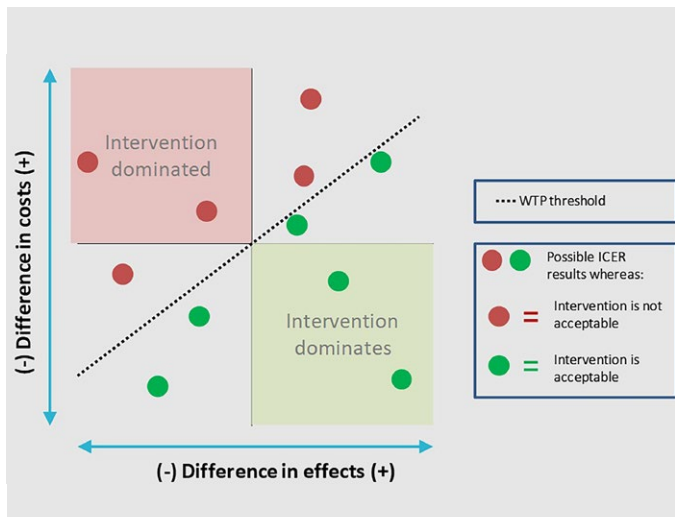 (-) Difference in costs (+)
Intervention
dominated
Intervention
dominates
(-) Difference in effects (+)
WTP threshold
Possible ICER
results whereas:
= Intervention is not
acceptable
= Intervention is
acceptable